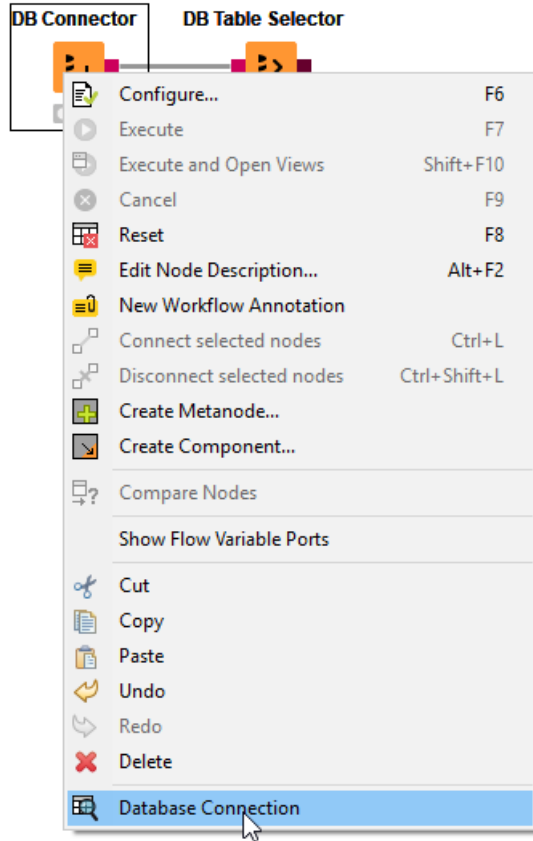 DB Connector DB Table Selector
Configure... F6
Execute F7
Execute and Open Views Shift+F10
Cancel F9
Reset F8
Edit Node Description... Alt+F2
New Workflow Annotation
Connect selected nodes Ctrl+L
Disconnect selected nodes Ctrl+Shift+L
Create Metanode...
Create Component...
Compare Nodes
Show Flow Variable Ports
Cut
Copy
Paste
Undo
Redo
Delete
Database Connection